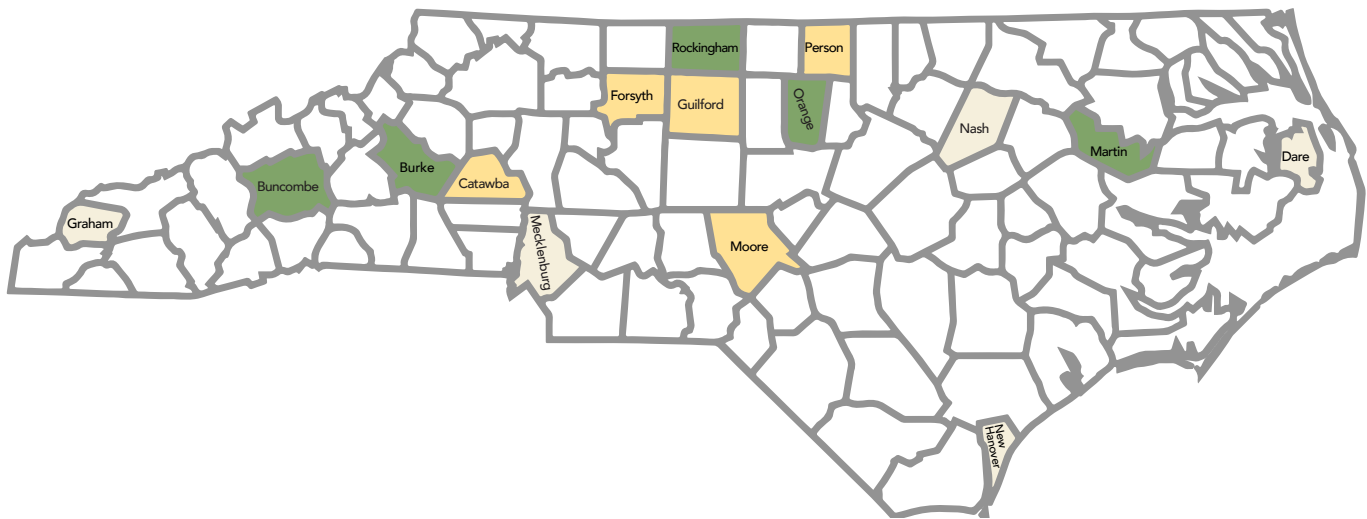 Rockingham
Person
Forsyth
Guilford
Orange
Nash
Martin
Dare
Buncombe
Burke
Catawba
Graham
Mecklenburg
Moore
New
Hanover